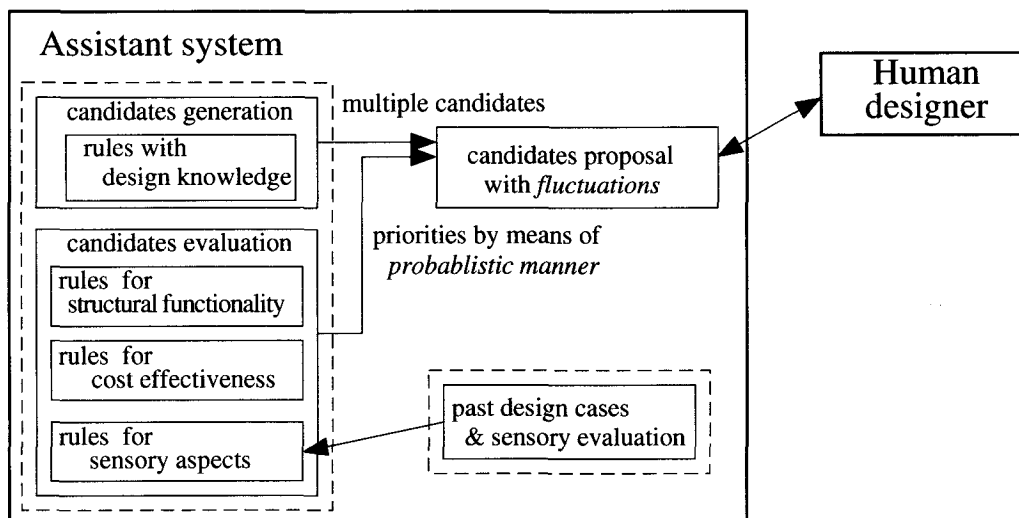 Assistant system
candidates generation
rules with
design knowledge
multiple candidates
candidates proposal
with fluctuations
Human
designer
candidates evaluation
rules for
structural functionality
rules for
cost effectiveness
rules for
sensory aspects
priorities by means of
probablistic manner
past design cases
& sensory evaluation